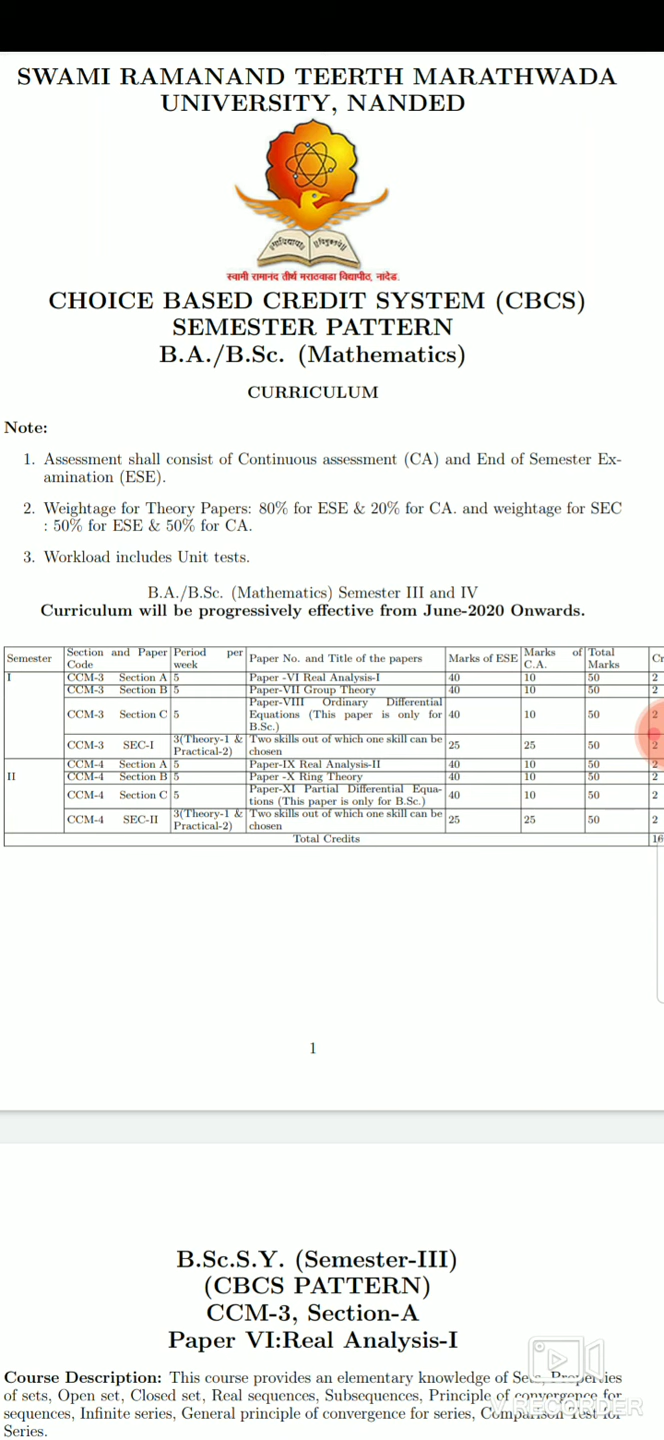 SWAMI RAMANAND TEERTH MARATHWADA
UNIVERSITY, NANDED
स्वामी रामानंद तीर्थ मराठवाडा विद्यापीठ, नांदेड.
CHOICE BASED CREDIT SYSTEM (CBCS)
SEMESTER PATTERN
B.A./B.Sc. (Mathematics)
CURRICULUM
Note:
1. Assessment shall consist of Continuous assessment (CA) and End of Semester Ex-
amination (ESE).
2. Weightage for Theory Papers: 80% for ESE & 20% for CA. and weightage for SEC
: 50% for ESE & 50% for CA.
3. Workload includes Unit tests.
B.A./B.Sc. (Mathematics) Semester III and IV
Curriculum will be progressively effective from June-2020 Onwards.
Semester Section and Paper Code Period per week Paper No. and Title of the papers Marks of ESE Marks of C.A. Total Marks Cr
I CCM-3 Section A 5 Paper -VI Real Analysis-I 40 10 50 2
CCM-3 Section B 5 Paper-VII Group Theory 40 10 50 2
CCM-3 Section C 5 Paper-VIII Ordinary Differential Equations (This paper is only for B.Sc.) 40 10 50 2
CCM-3 SEC-I 3(Theory-1 & Practical-2) Two skills out of which one skill can be chosen 25 25 50 2
II CCM-4 Section A 5 Paper-IX Real Analysis-II 40 10 50 2
CCM-4 Section B 5 Paper -X Ring Theory 40 10 50 2
CCM-4 Section C 5 Paper-XI Partial Differential Equa-tions (This paper is only for B.Sc.) 40 10 50 2
CCM-4 SEC-II 3(Theory-1 & Practical-2) Two skills out of which one skill can be chosen 25 25 50 2
Total Credits 16
1
B.Sc.S.Y. (Semester-III)
(CBCS PATTERN)
CCM-3, Section-A
Paper VI:Real Analysis-I
Course Description: This course provides an elementary knowledge of Sets, Properties
of sets, Open set, Closed set, Real sequences, Subsequences, Principle of convergence for
sequences, Infinite series, General principle of convergence for series, Comparison Test for
Series.
V RECORDER